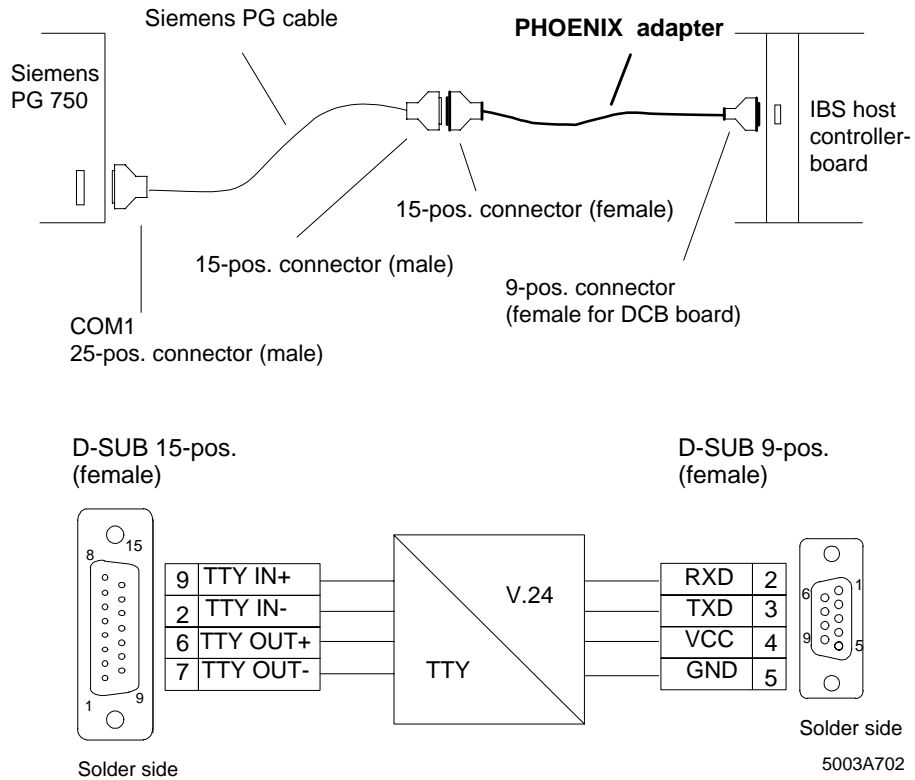 Siemens PG cable
PHOENIX adapter
Siemens
PG 750
IBS host
controller-
board
15-pos. connector (female)
15-pos. connector (male)
9-pos. connector
(female for DCB board)
COM1
25-pos. connector (male)
D-SUB 15-pos.
(female)
D-SUB 9-pos.
(female)
8
15
1
9
9 TTY IN+
2 TTY IN-
6 TTY OUT+
7 TTY OUT-
V.24
TTY
RXD 2
TXD 3
VCC 4
GND 5
6
1
9
5
Solder side
Solder side
5003A702